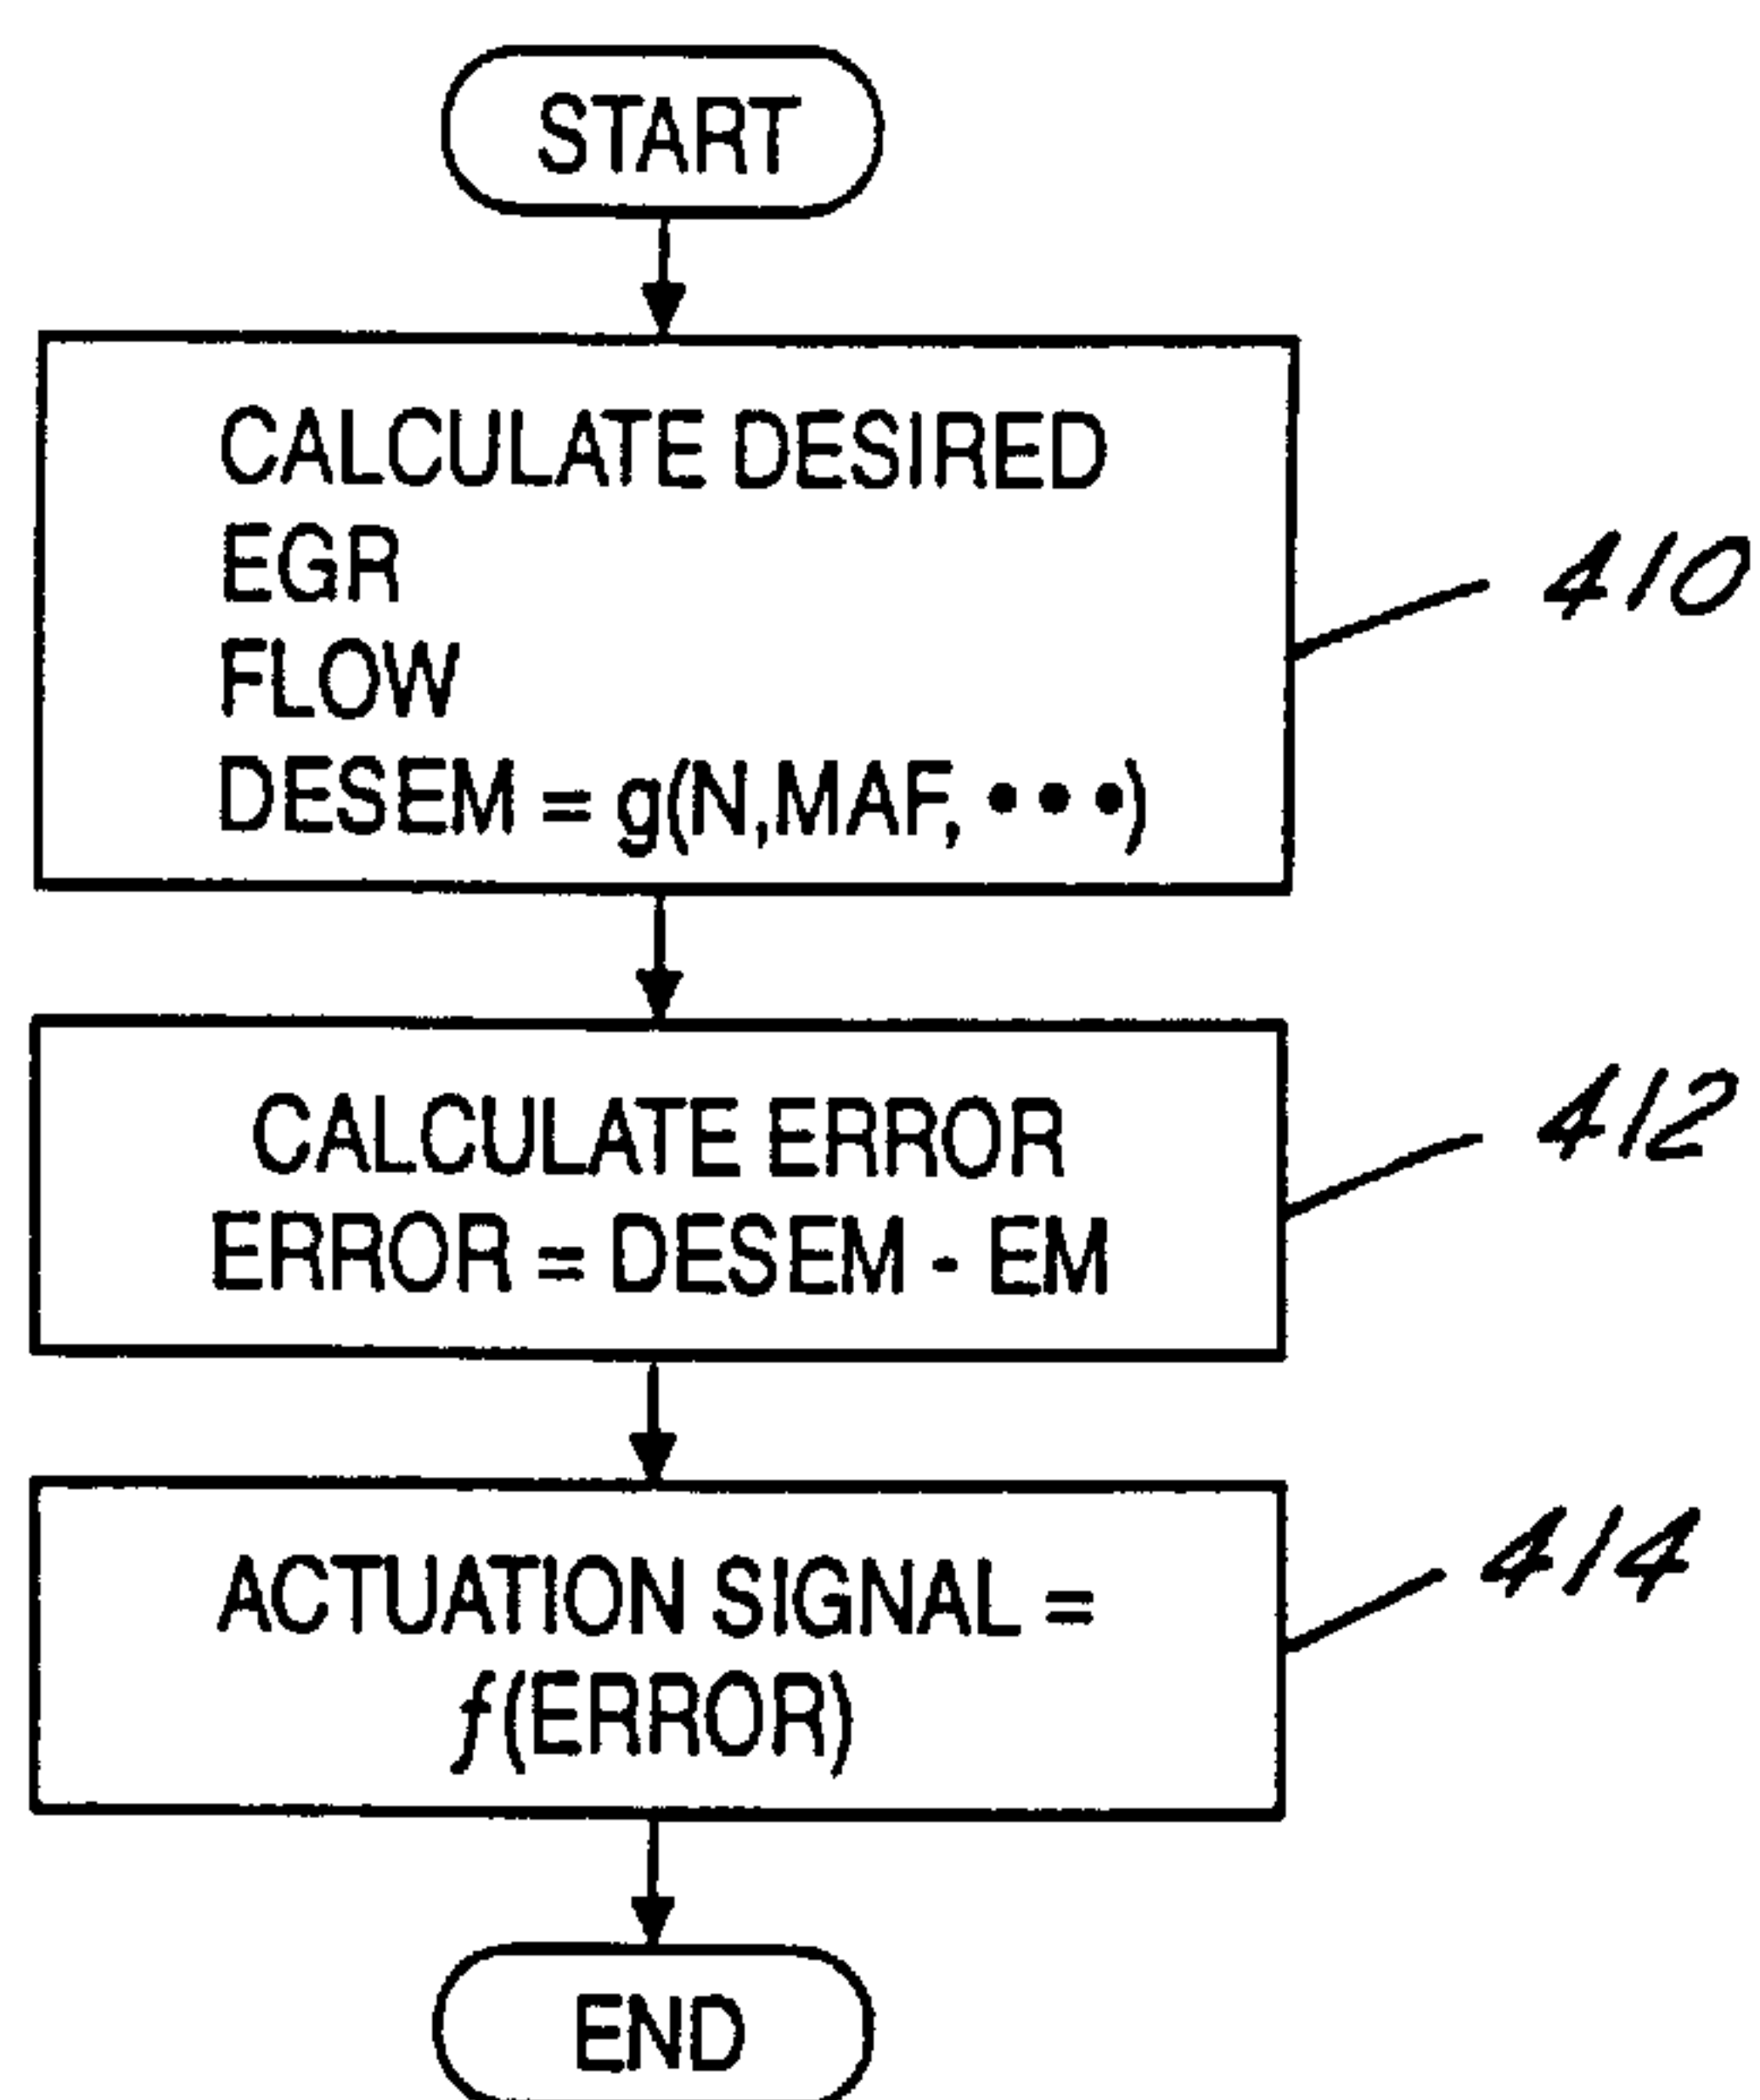 START
CALCULATE DESIRED
EGR
FLOW
DESEM = g(N,MAF, •••)
410
CALCULATE ERROR
ERROR = DESEM - EM
412
ACTUATION SIGNAL =
f(ERROR)
414
END